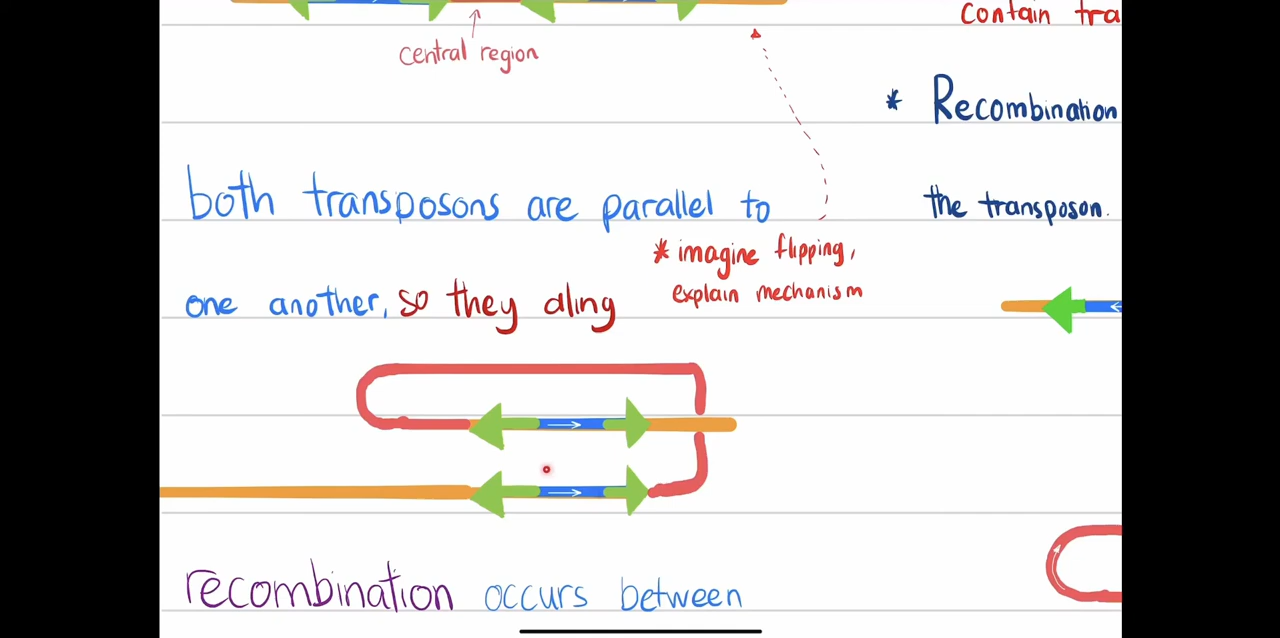 contain tra
central region
* Recombination
both transposons are parallel to
the transposon.
* imagine flipping,
explain mechanism
one another, so they aling
recombination occurs between